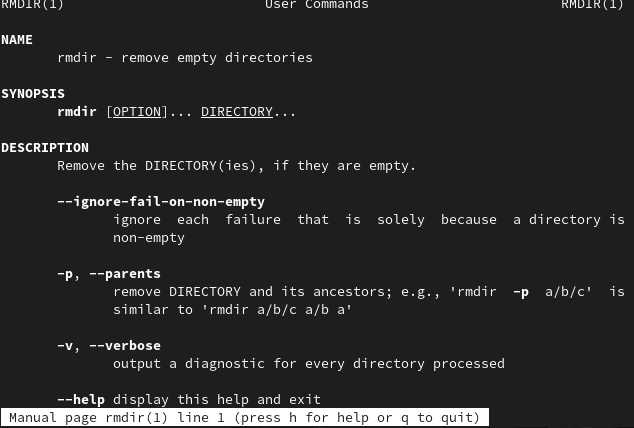 RMDIR(1) User Commands RMDIR(1)
NAME
rmdir - remove empty directories
SYNOPSIS
rmdir [OPTION]... DIRECTORY...
DESCRIPTION
Remove the DIRECTORY(ies), if they are empty.
--ignore-fail-on-non-empty
ignore each failure that is solely because a directory is
non-empty
-p, --parents
remove DIRECTORY and its ancestors; e.g., 'rmdir -p a/b/c' is
similar to 'rmdir a/b/c a/b a'
-v, --verbose
output a diagnostic for every directory processed
--help display this help and exit
Manual page rmdir(1) line 1 (press h for help or q to quit)